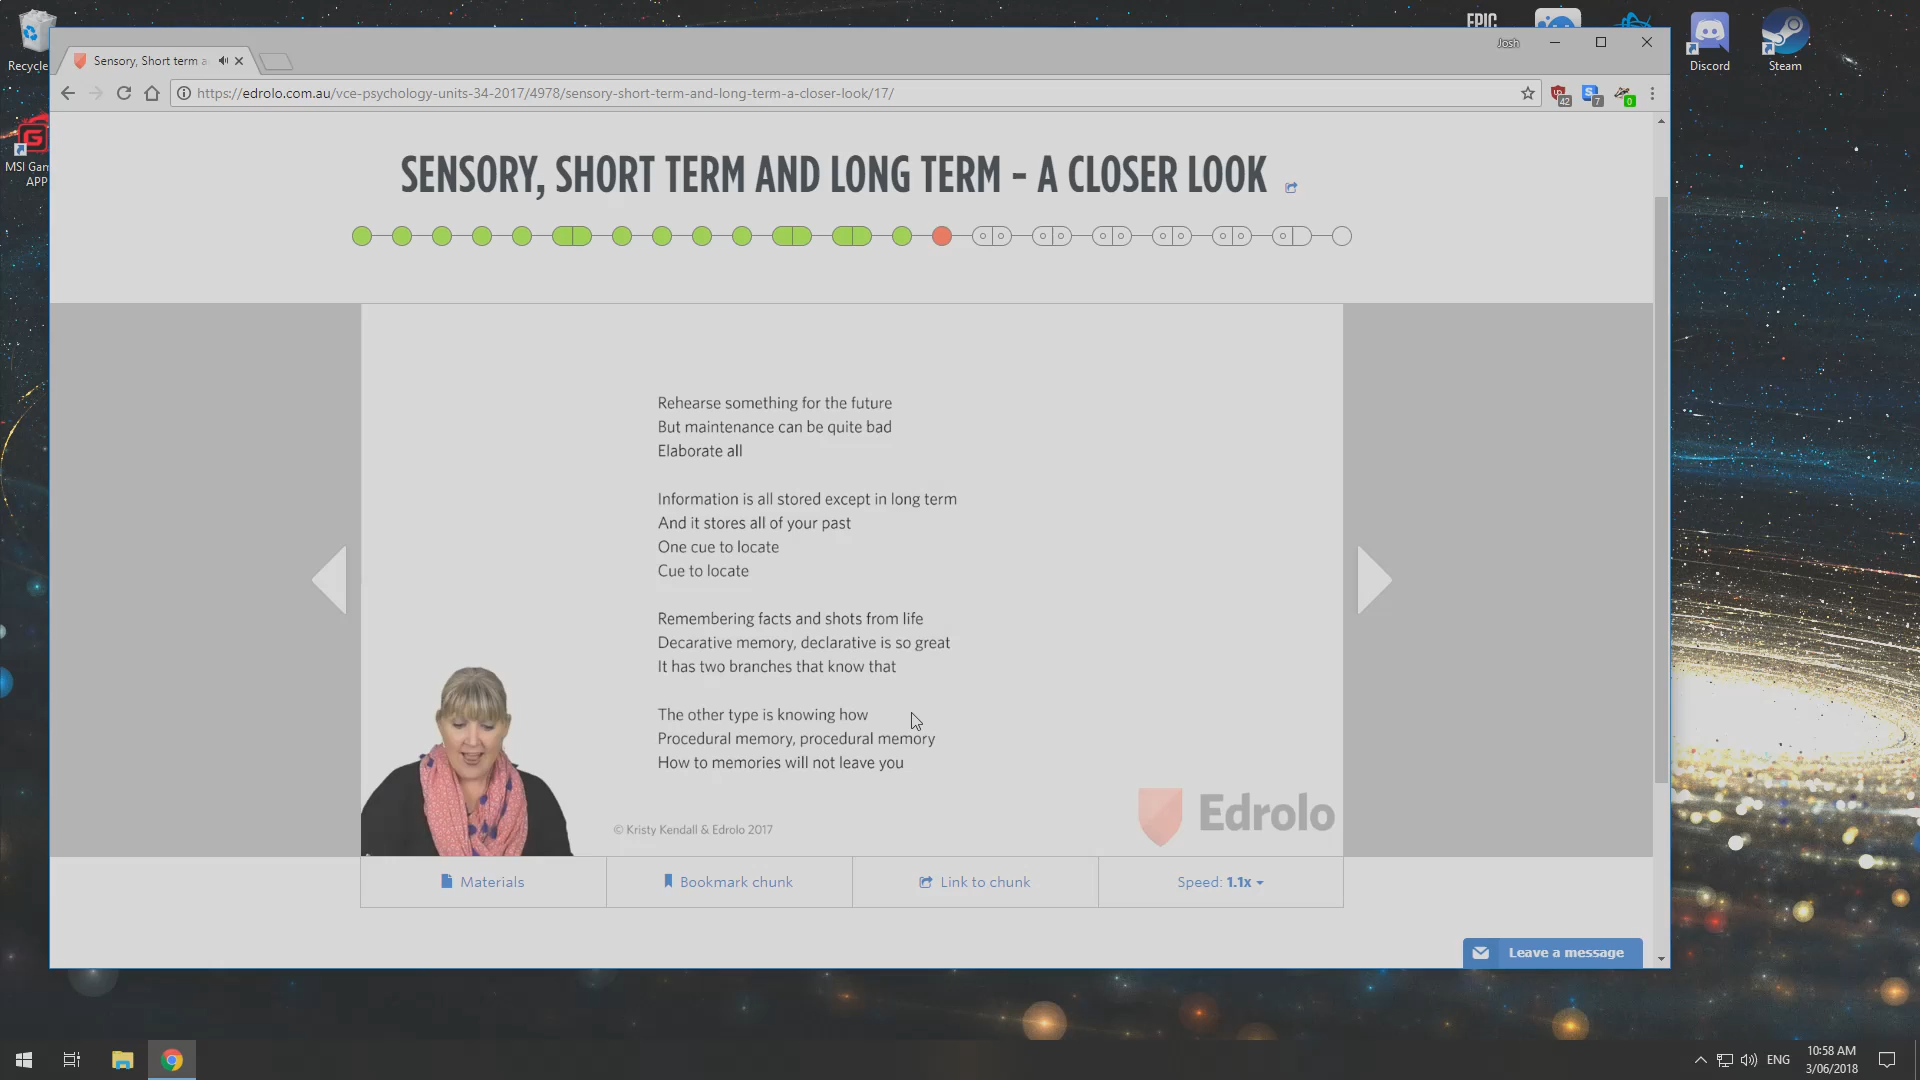 Recycle
EPIC
Discord
Steam
Sensory, Short term a
Josh
https://edrolo.com.au/vce-psychology-units-34-2017/4978/sensory-short-term-and-long-term-a-closer-look/17/
42
7
0
MSI Gam
APP
SENSORY, SHORT TERM AND LONG TERM - A CLOSER LOOK
Rehearse something for the future
But maintenance can be quite bad
Elaborate all
Information is all stored except in long term
And it stores all of your past
One cue to locate
Cue to locate
Remembering facts and shots from life
Decarative memory, declarative is so great
It has two branches that know that
The other type is knowing how
Procedural memory, procedural memory
How to memories will not leave you
© Kristy Kendall & Edrolo 2017
Edrolo
Materials
Bookmark chunk
Link to chunk
Speed: 1.1x
Leave a message
ENG
10:58 AM
3/06/2018